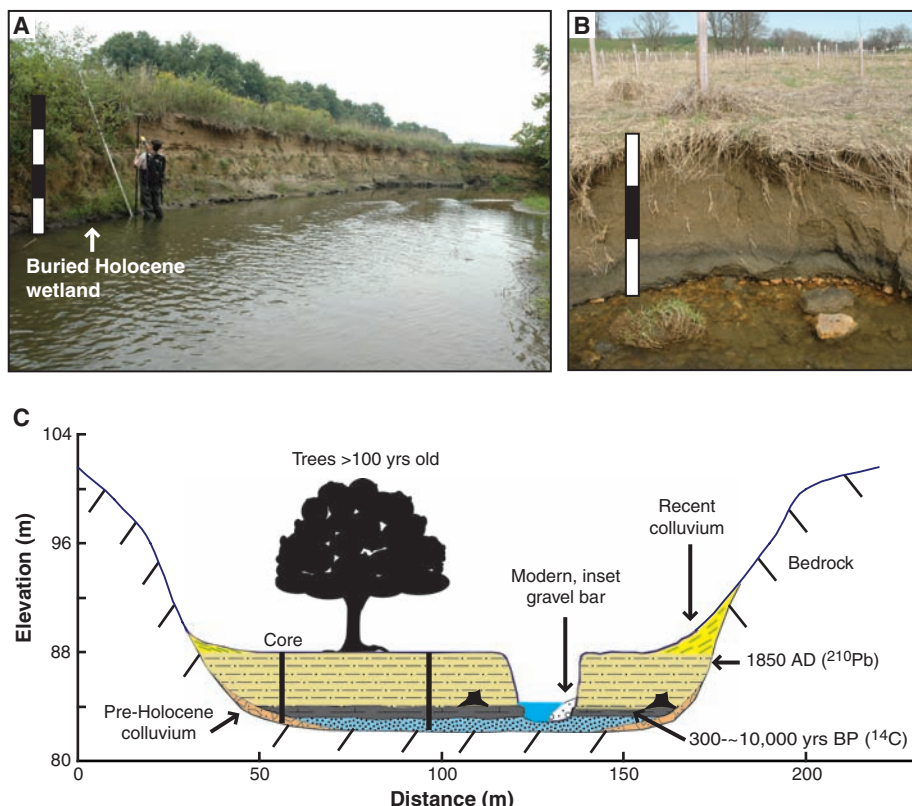 A
B
Buried Holocene
wetland
C
104
96
88
80
Elevation (m)
Trees >100 yrs old
Core
Modern, inset
gravel bar
Recent
colluvium
Bedrock
1850 AD (²¹⁰Pb)
Pre-Holocene
colluvium
300-~10,000 yrs BP (¹⁴C)
0
50
100
150
200
Distance (m)